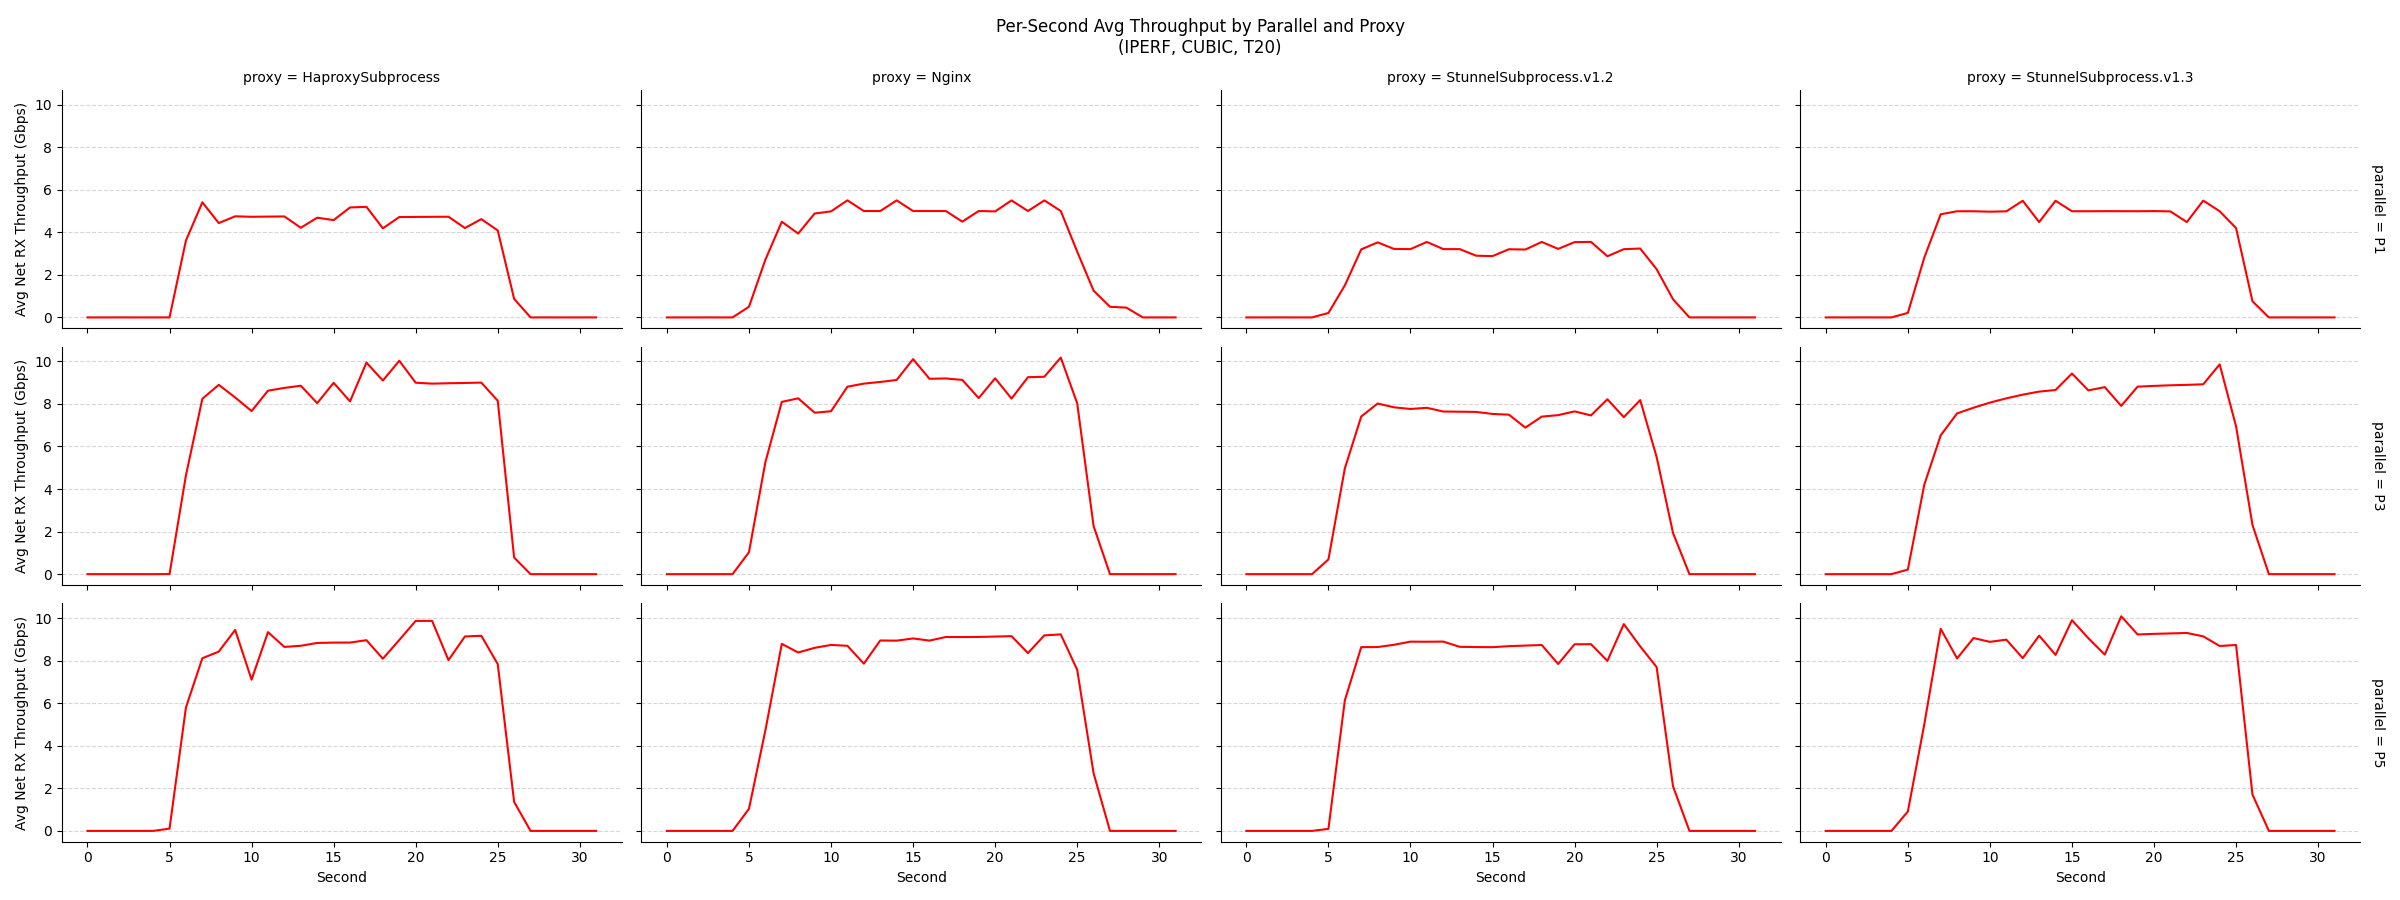 Per-Second Avg Throughput by Parallel and Proxy
(IPERF, CUBIC, T20)
proxy = HaproxySubprocess
proxy = Nginx
proxy = StunnelSubprocess.v1.2
proxy = StunnelSubprocess.v1.3
Avg Net RX Throughput (Gbps)
10
8
6
4
2
0
parallel = P1
Avg Net RX Throughput (Gbps)
10
8
6
4
2
0
parallel = P3
Avg Net RX Throughput (Gbps)
10
8
6
4
2
0
parallel = P5
0 5 10 15 20 25 30
0 5 10 15 20 25 30
0 5 10 15 20 25 30
0 5 10 15 20 25 30
Second
Second
Second
Second